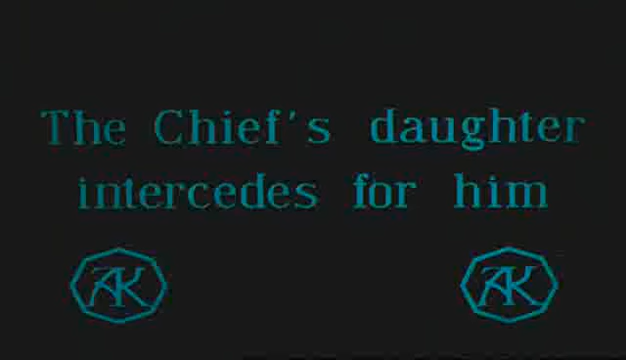 The Chief's daughter
intercedes for him
AK AK